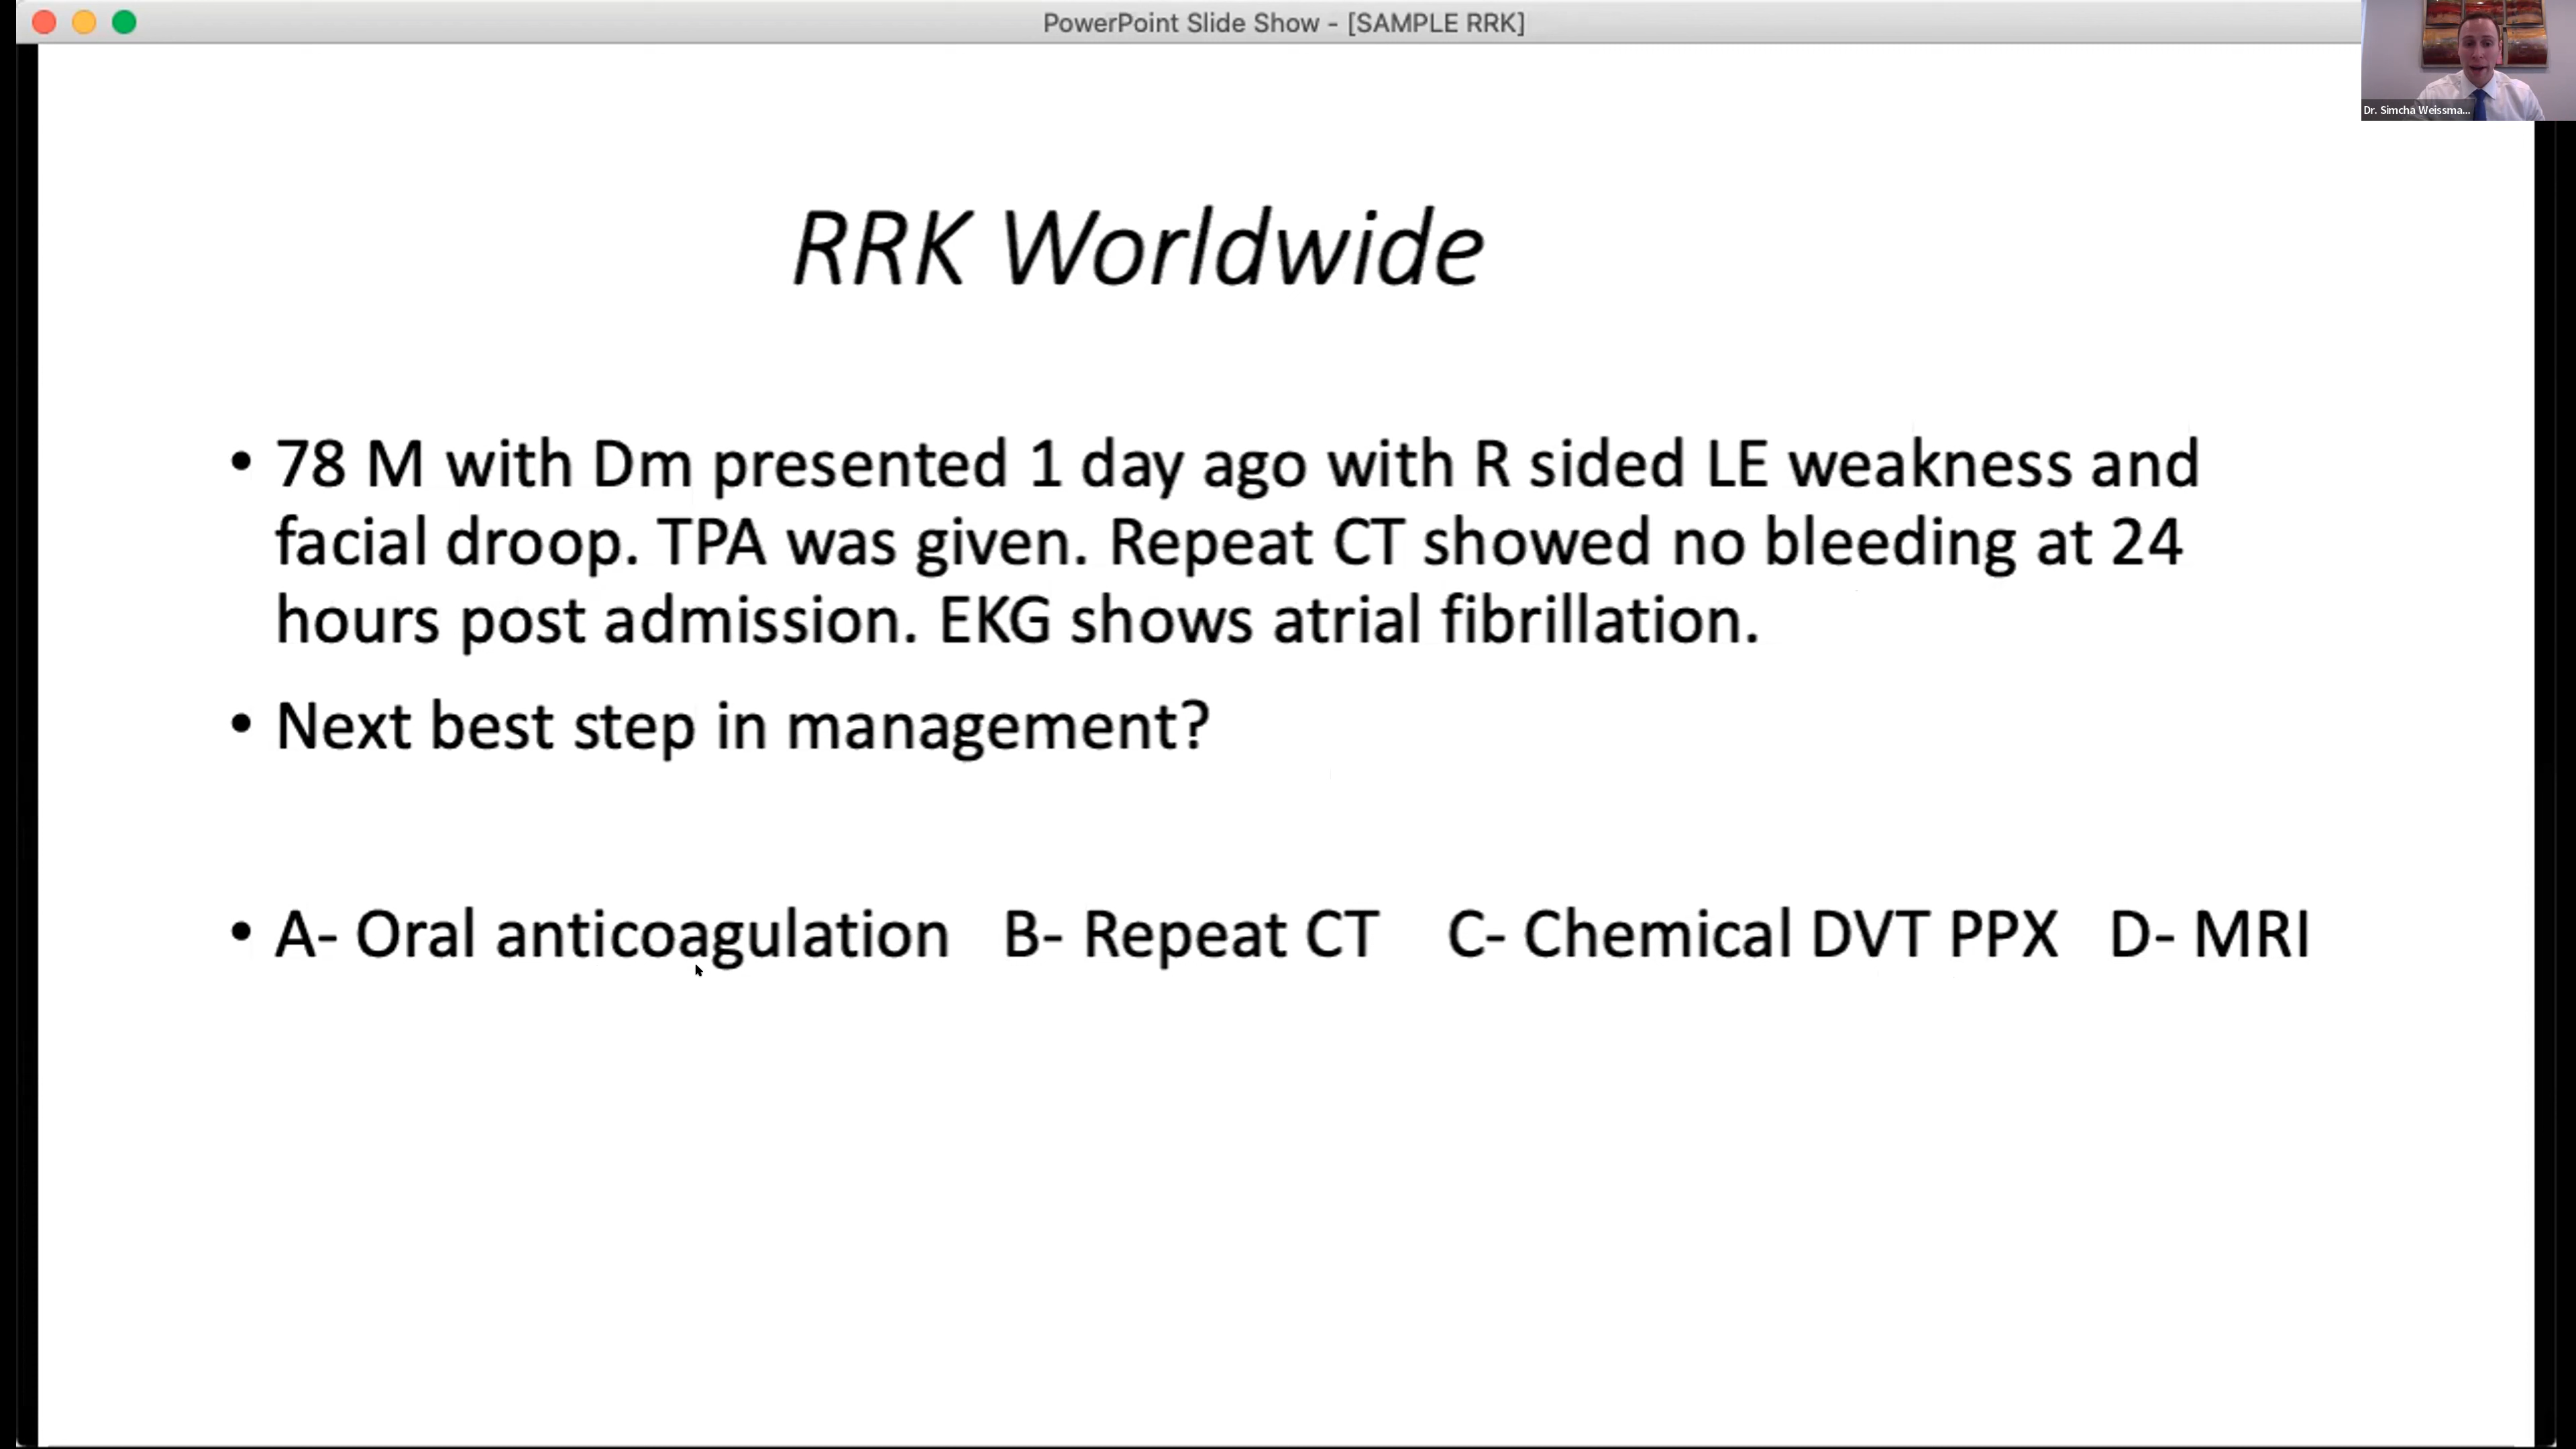 PowerPoint Slide Show - [SAMPLE RRK]
Dr. Simcha Weissma...
RRK Worldwide
• 78 M with Dm presented 1 day ago with R sided LE weakness and
facial droop. TPA was given. Repeat CT showed no bleeding at 24
hours post admission. EKG shows atrial fibrillation.
• Next best step in management?
• A- Oral anticoagulation B- Repeat CT C- Chemical DVT PPX D- MRI